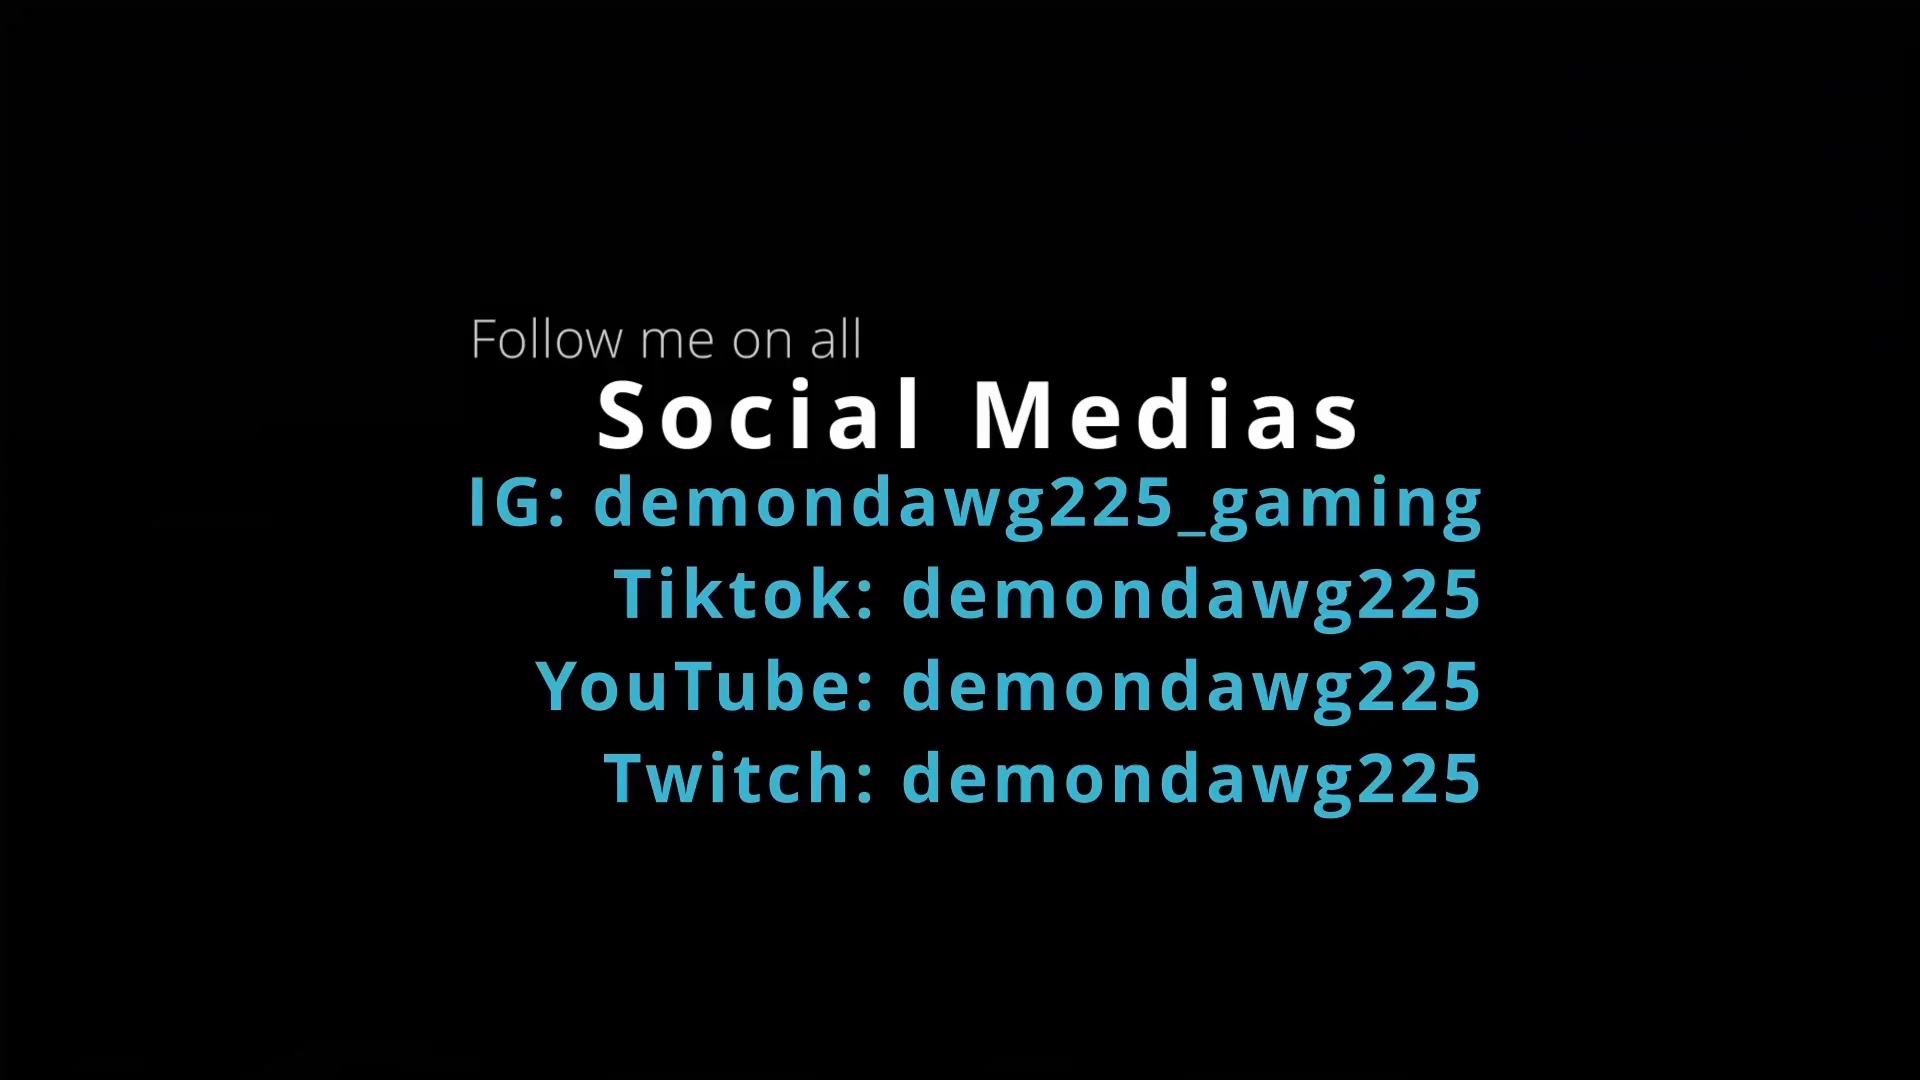 Follow me on all
Social Medias
IG: demondawg225_gaming
Tiktok: demondawg225
YouTube: demondawg225
Twitch: demondawg225